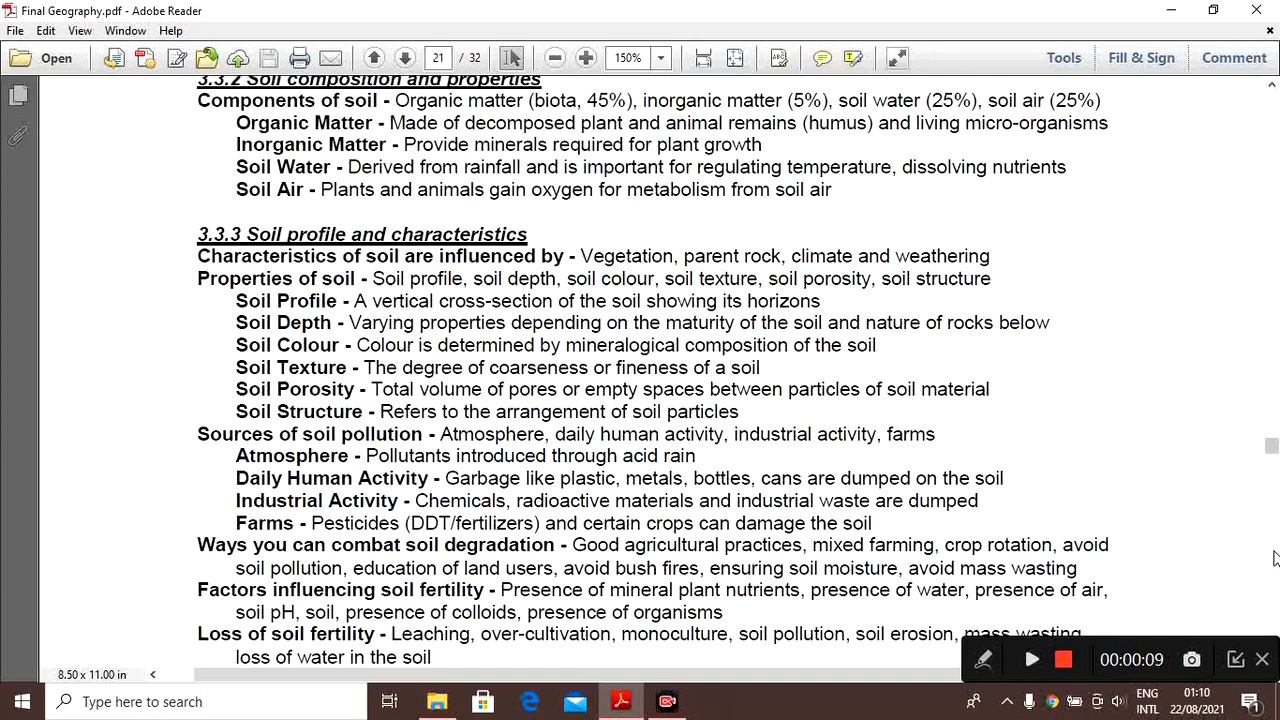 Final Geography.pdf - Adobe Reader
File Edit View Window Help
Open 21 / 32 150% Tools Fill & Sign Comment
3.3.2 Soil composition and properties
Components of soil - Organic matter (biota, 45%), inorganic matter (5%), soil water (25%), soil air (25%)
Organic Matter - Made of decomposed plant and animal remains (humus) and living micro-organisms
Inorganic Matter - Provide minerals required for plant growth
Soil Water - Derived from rainfall and is important for regulating temperature, dissolving nutrients
Soil Air - Plants and animals gain oxygen for metabolism from soil air
3.3.3 Soil profile and characteristics
Characteristics of soil are influenced by - Vegetation, parent rock, climate and weathering
Properties of soil - Soil profile, soil depth, soil colour, soil texture, soil porosity, soil structure
Soil Profile - A vertical cross-section of the soil showing its horizons
Soil Depth - Varying properties depending on the maturity of the soil and nature of rocks below
Soil Colour - Colour is determined by mineralogical composition of the soil
Soil Texture - The degree of coarseness or fineness of a soil
Soil Porosity - Total volume of pores or empty spaces between particles of soil material
Soil Structure - Refers to the arrangement of soil particles
Sources of soil pollution - Atmosphere, daily human activity, industrial activity, farms
Atmosphere - Pollutants introduced through acid rain
Daily Human Activity - Garbage like plastic, metals, bottles, cans are dumped on the soil
Industrial Activity - Chemicals, radioactive materials and industrial waste are dumped
Farms - Pesticides (DDT/fertilizers) and certain crops can damage the soil
Ways you can combat soil degradation - Good agricultural practices, mixed farming, crop rotation, avoid
soil pollution, education of land users, avoid bush fires, ensuring soil moisture, avoid mass wasting
Factors influencing soil fertility - Presence of mineral plant nutrients, presence of water, presence of air,
soil pH, soil, presence of colloids, presence of organisms
Loss of soil fertility - Leaching, over-cultivation, monoculture, soil pollution, soil erosion, mass wasting
loss of water in the soil
00:00:09
8.50 x 11.00 in
Type here to search
ENG 01:10
INTL 22/08/2021 1